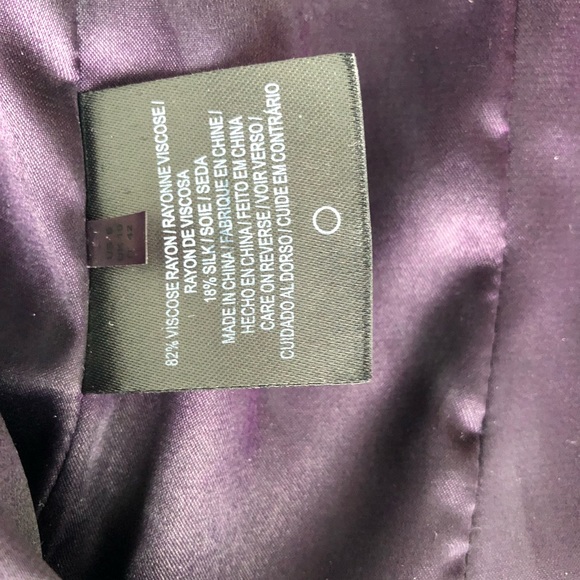 82% VISCOSE RAYON / RAYONNE VISCOSE /
RAYON DE VISCOSA
18% SILK / SOIE / SEDA
MADE IN CHINA / FABRIQUE EN CHINE /
HECHO EN CHINA / FEITO EM CHINA
CARE ON REVERSE / VOIR VERSO /
CUIDADO AL DORSO / CUIDE EM CONTRÁRIO